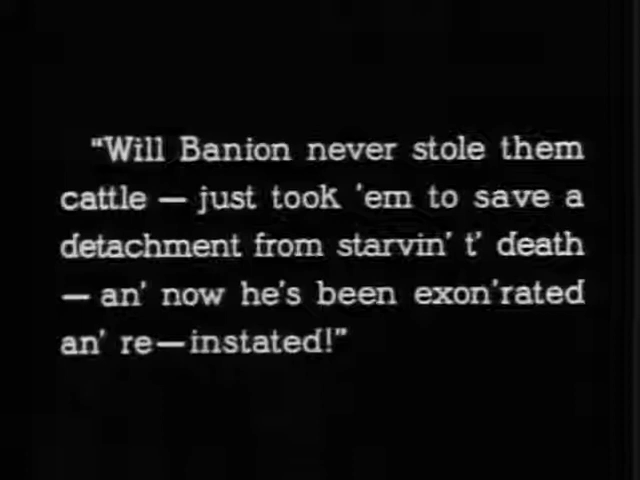 "Will Banion never stole them
cattle — just took 'em to save a
detachment from starvin' t' death
— an' now he's been exon'rated
an' re—instated!"